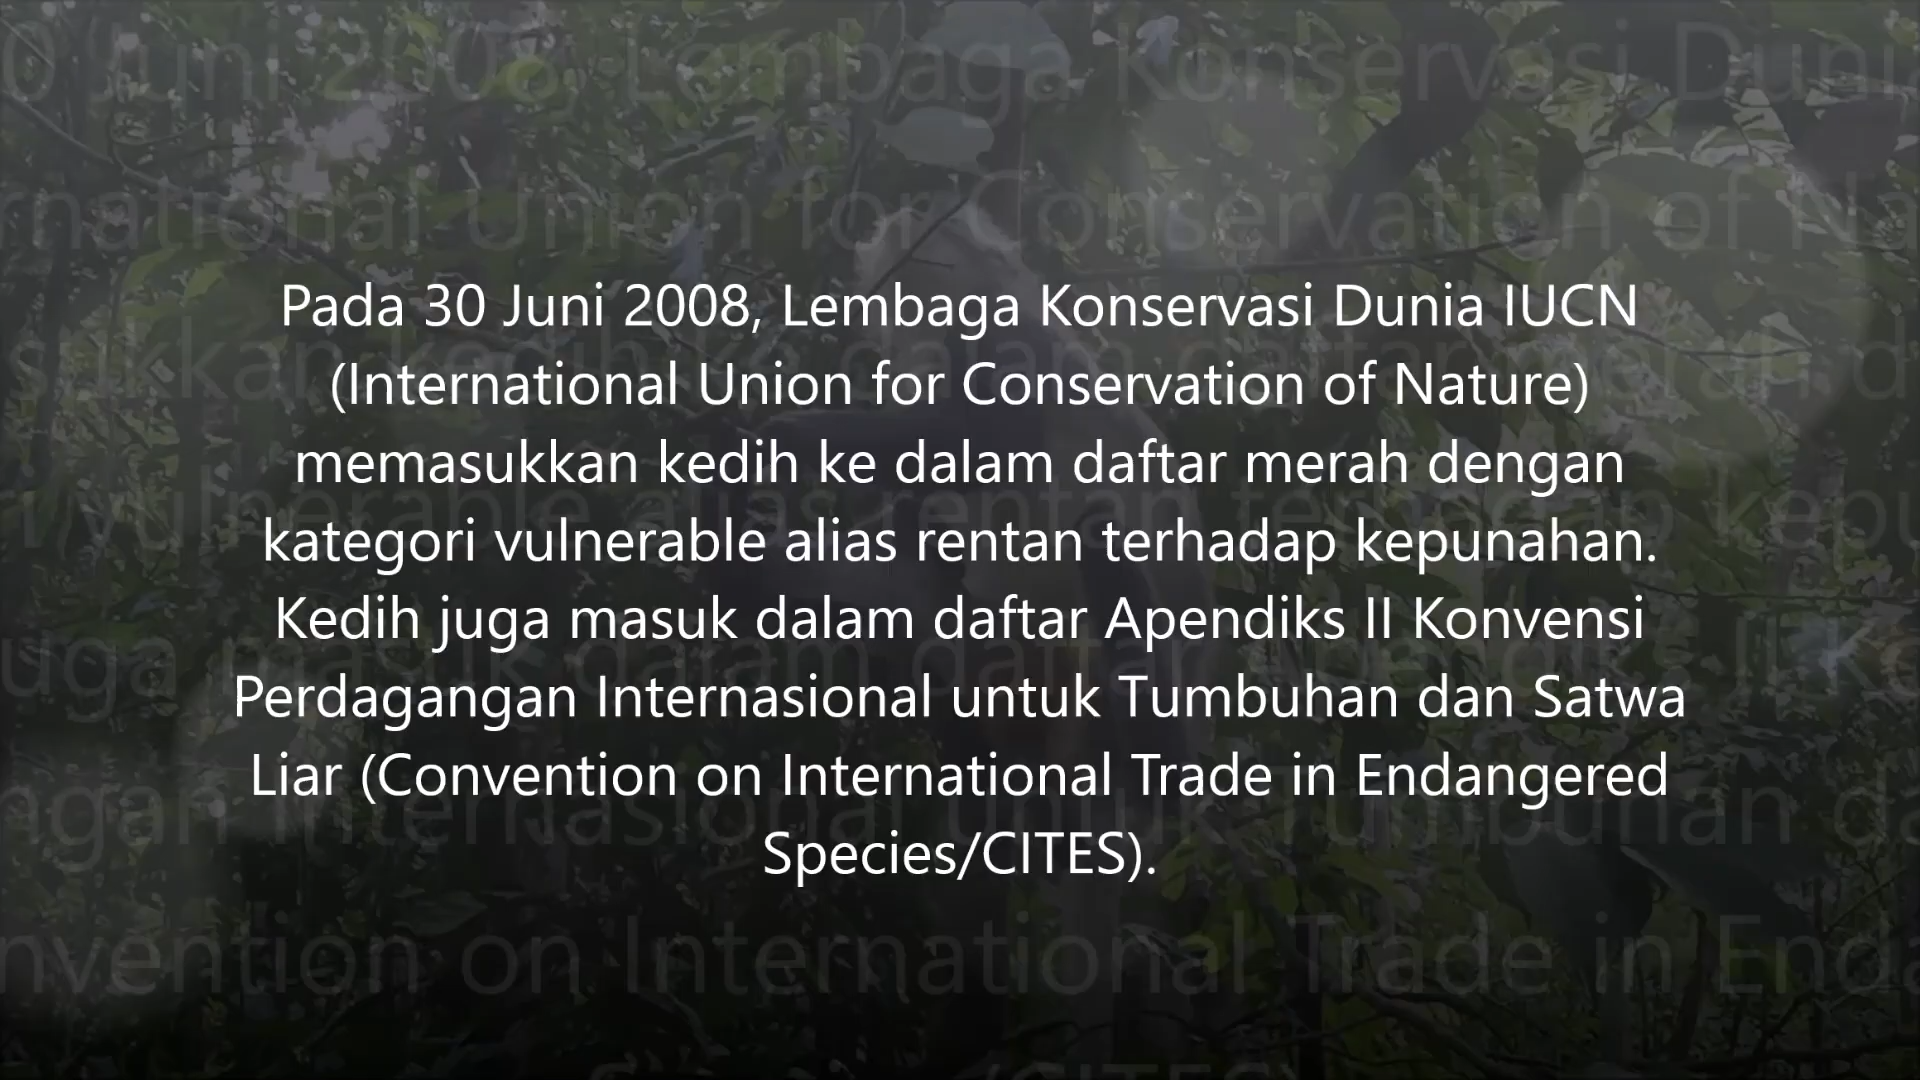 Pada 30 Juni 2008, Lembaga Konservasi Dunia IUCN
(International Union for Conservation of Nature)
memasukkan kedih ke dalam daftar merah dengan
kategori vulnerable alias rentan terhadap kepunahan.
Kedih juga masuk dalam daftar Apendiks II Konvensi
Perdagangan Internasional untuk Tumbuhan dan Satwa
Liar (Convention on International Trade in Endangered
Species/CITES).